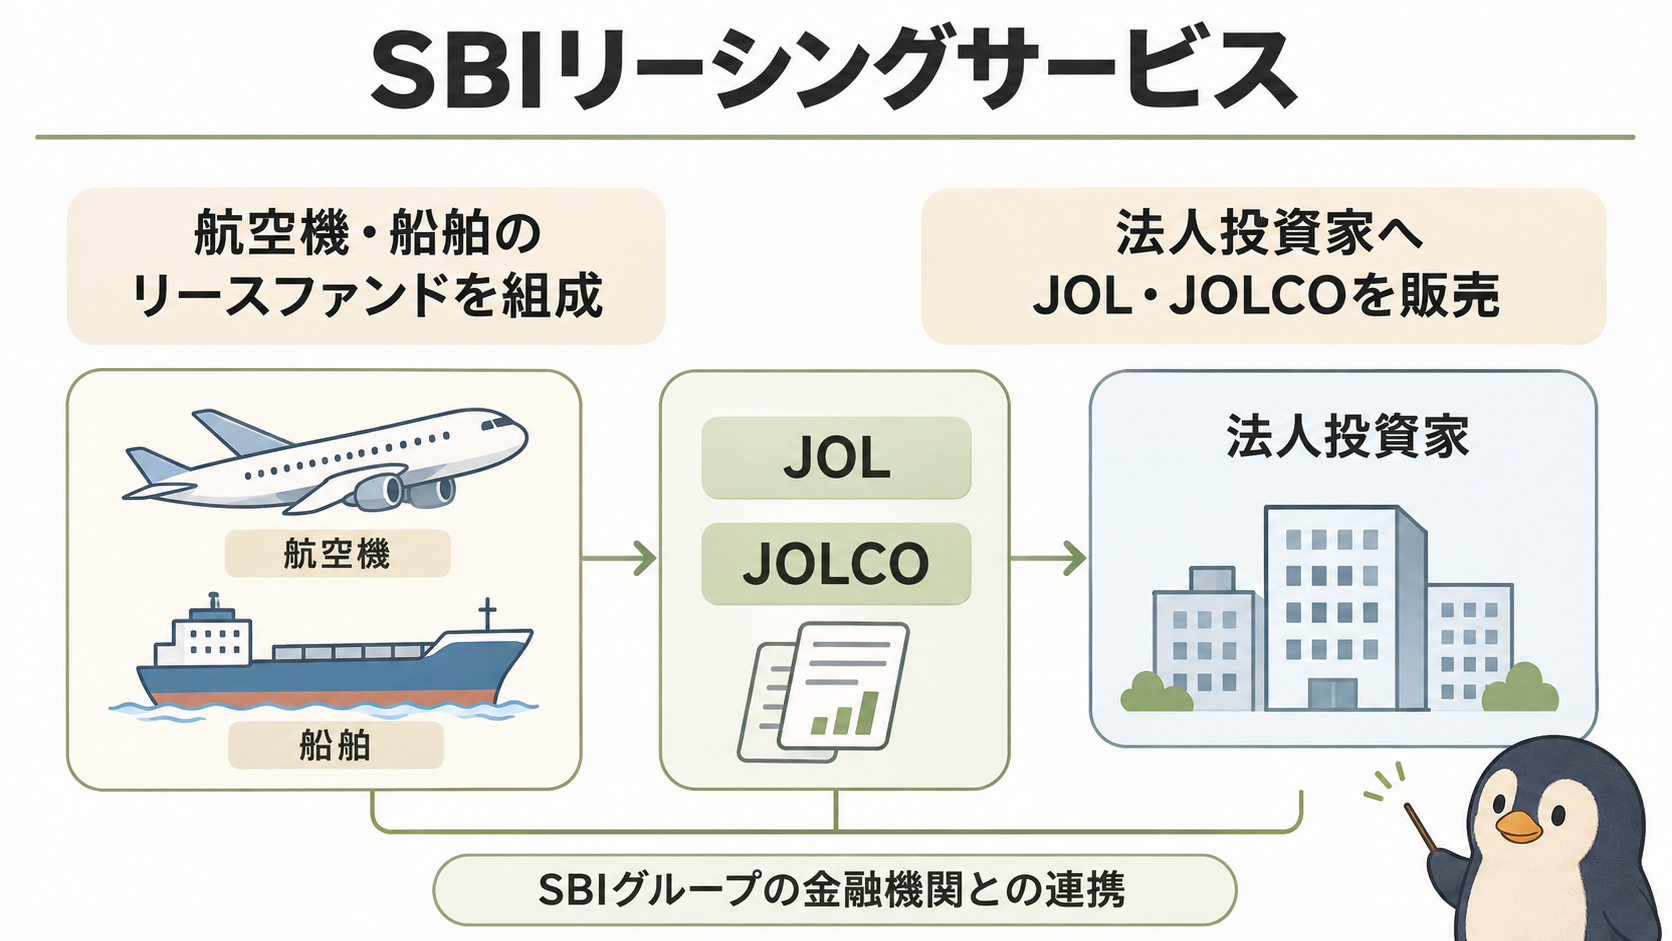 SBIリーシングサービス
航空機・船舶の
リースファンドを組成
法人投資家へ
JOL・JOLCOを販売
航空機
船舶
JOL
JOLCO
法人投資家
SBIグループの金融機関との連携